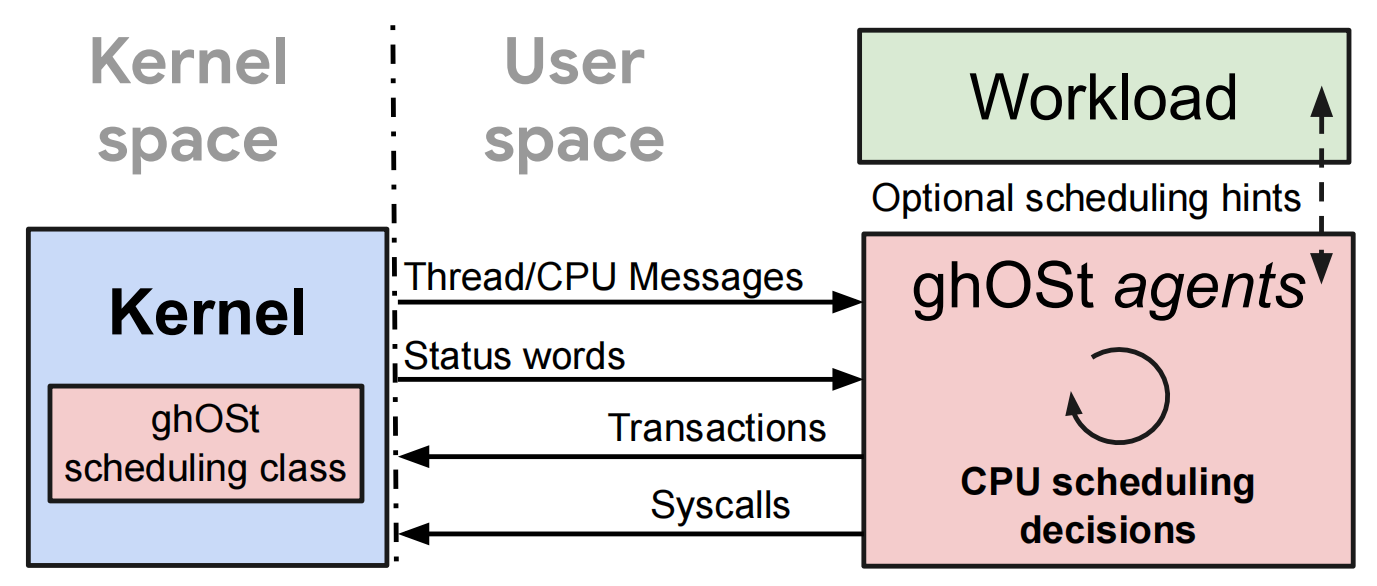 Kernel
space
User
space
Workload
Optional scheduling hints
Kernel
ghOSt
scheduling class
Thread/CPU Messages
Status words
Transactions
Syscalls
ghOSt agents
CPU scheduling
decisions